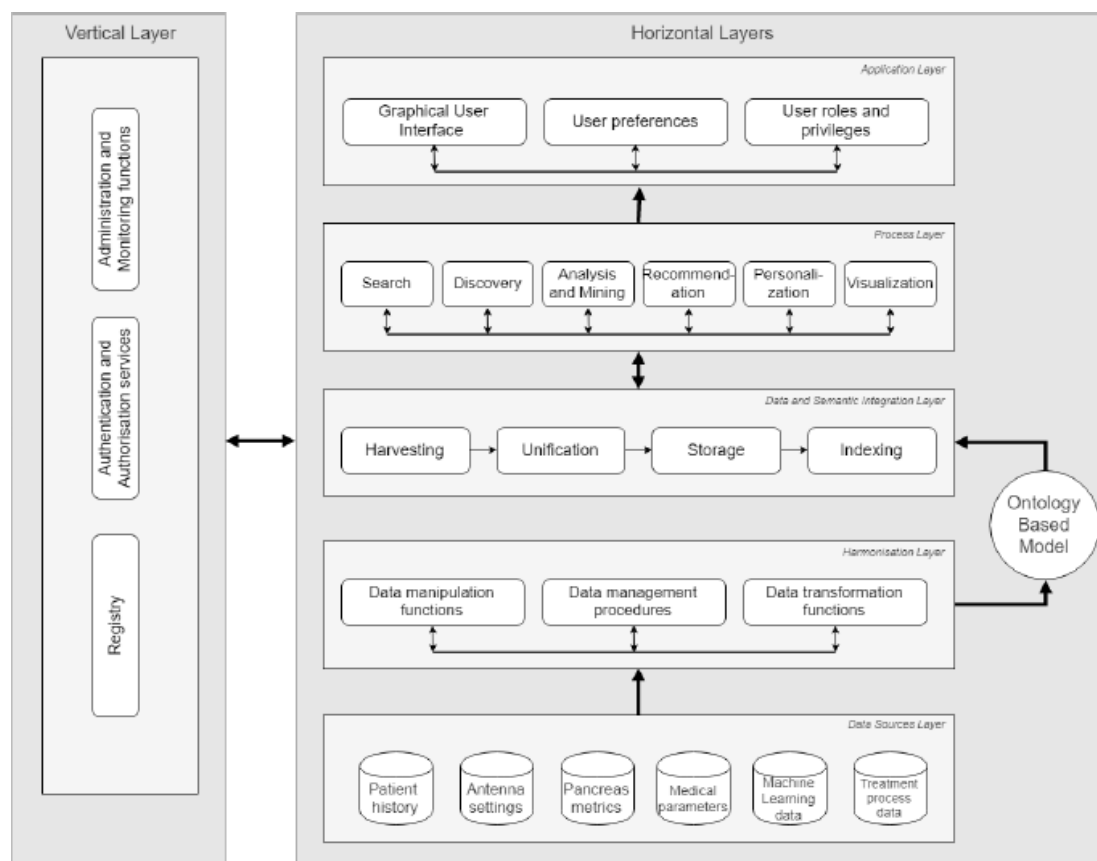 Vertical Layer
Administration and
Monitoring functions
Authentication and
Authorisation services
Registry
Horizontal Layers
Application Layer
Graphical User
Interface
User preferences
User roles and
privileges
Process Layer
Search
Discovery
Analysis
and Mining
Recommend-
ation
Personali-
zation
Visualization
Data and Semantic Integration Layer
Harvesting
Unification
Storage
Indexing
Ontology
Based
Model
Harmonisation Layer
Data manipulation
functions
Data management
procedures
Data transformation
functions
Data Sources Layer
Patient
history
Antenna
settings
Pancreas
metrics
Medical
parameters
Machine
Learning
data
Treatment
process
data